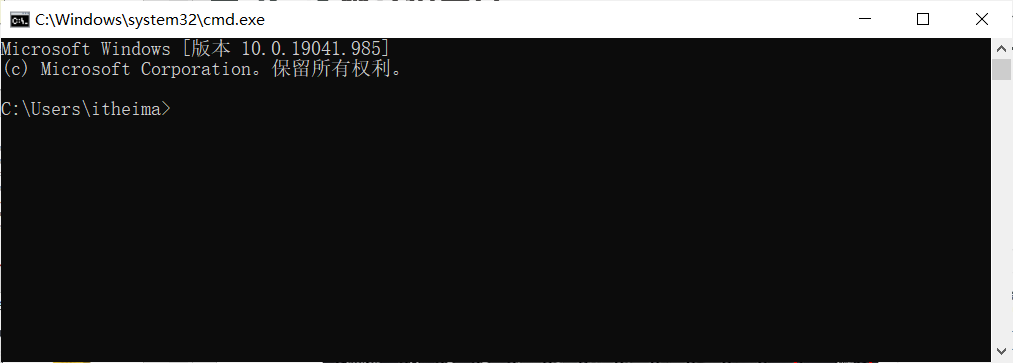 C:\Windows\system32\cmd.exe
Microsoft Windows [版本 10.0.19041.985]
(c) Microsoft Corporation。保留所有权利。
C:\Users\itheima>